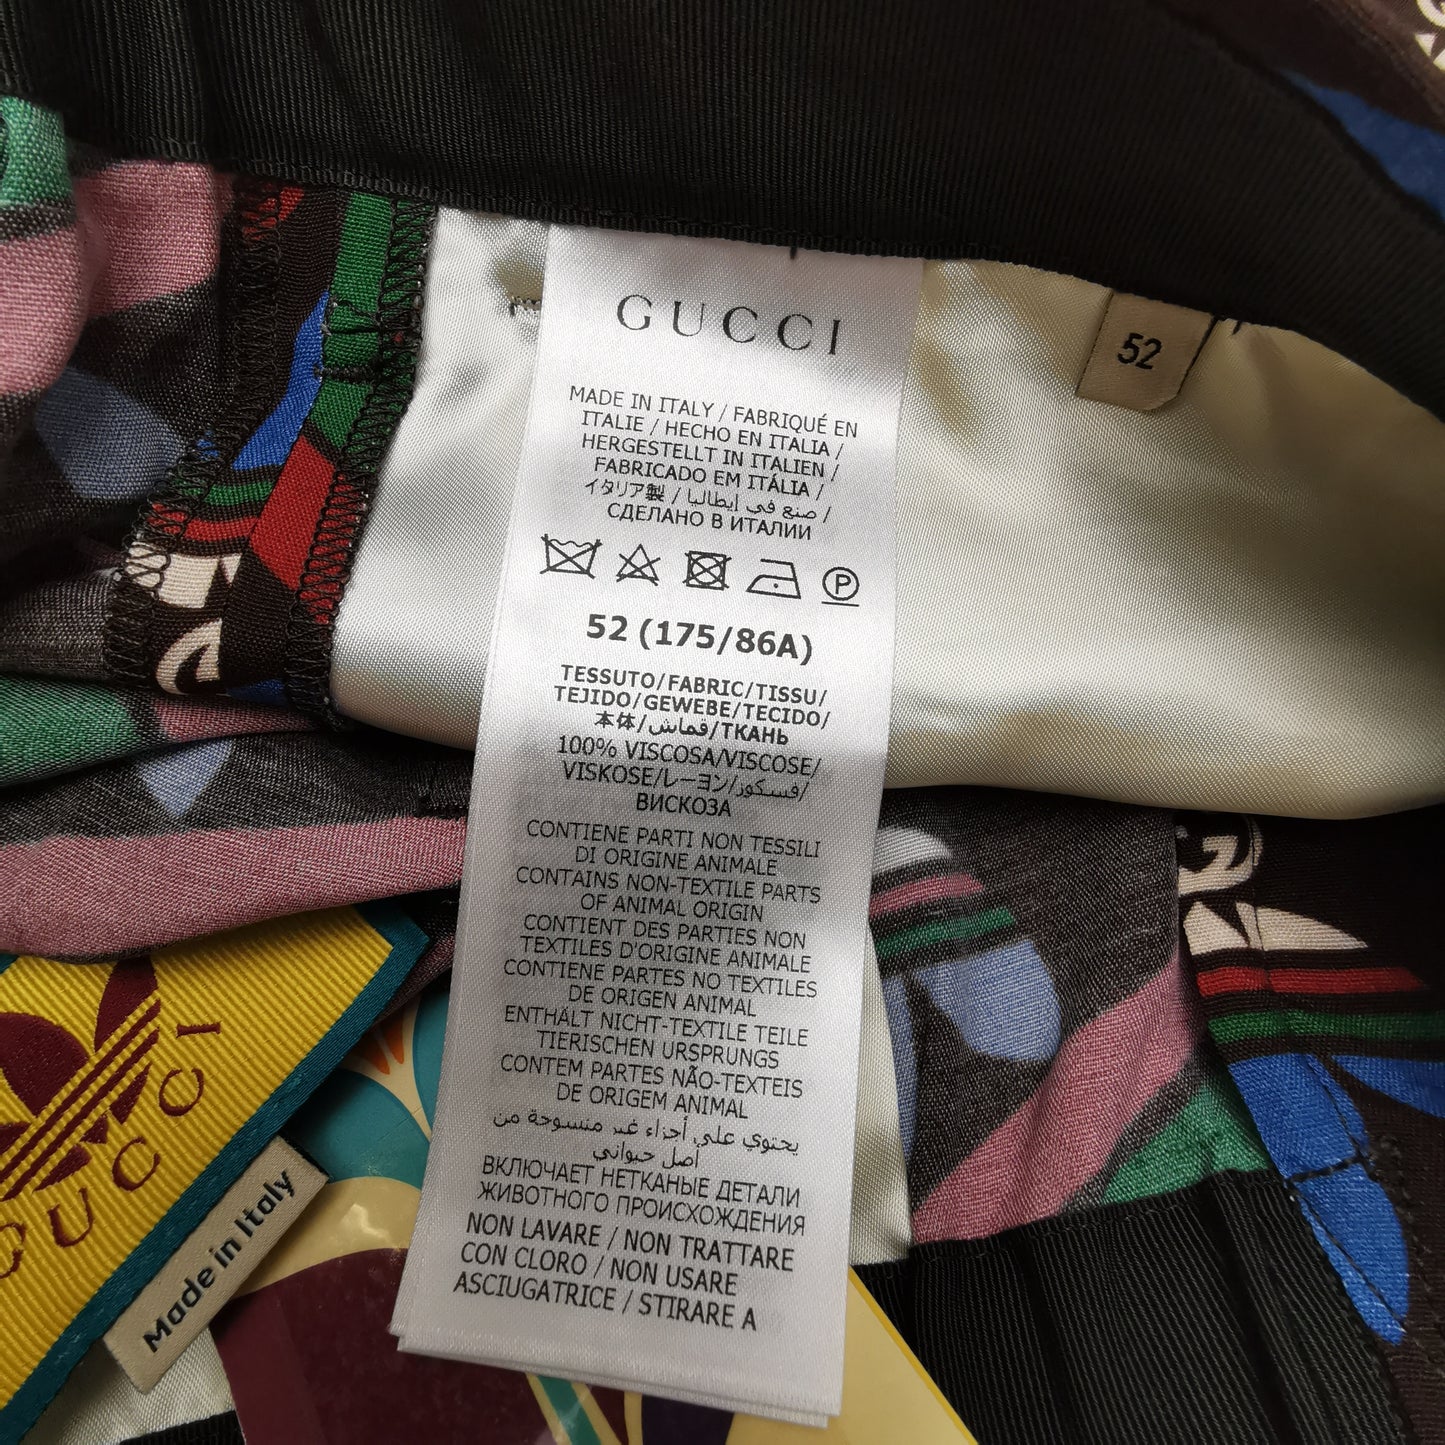 GUCCI
MADE IN ITALY / FABRIQUÉ EN
ITALIE / HECHO EN ITALIA /
HERGESTELLT IN ITALIEN /
FABRICADO EM ITÁLIA /
イタリア製 / صنع في إيطاليا /
СДЕЛАНО В ИТАЛИИ
P
52 (175/86A)
TESSUTO/FABRIC/TISSU/
TEJIDO/GEWEBE/TECIDO/
本体/قماش/ТКАНЬ
100% VISCOSA/VISCOSE/
VISKOSE/レーヨン/فسكوز/
ВИСКОЗА
CONTIENE PARTI NON TESSILI
DI ORIGINE ANIMALE
CONTAINS NON-TEXTILE PARTS
OF ANIMAL ORIGIN
CONTIENT DES PARTIES NON
TEXTILES D'ORIGINE ANIMALE
CONTIENE PARTES NO TEXTILES
DE ORIGEN ANIMAL
ENTHÄLT NICHT-TEXTILE TEILE
TIERISCHEN URSPRUNGS
CONTEM PARTES NÃO-TEXTEIS
DE ORIGEM ANIMAL
يحتوي على أجزاء غير منسوجة من
أصل حيواني
ВКЛЮЧАЕТ НЕТКАНЫЕ ДЕТАЛИ
ЖИВОТНОГО ПРОИСХОЖДЕНИЯ
NON LAVARE / NON TRATTARE
CON CLORO / NON USARE
ASCIUGATRICE / STIRARE A
52
GUCCI
GUCCI
Made in Italy